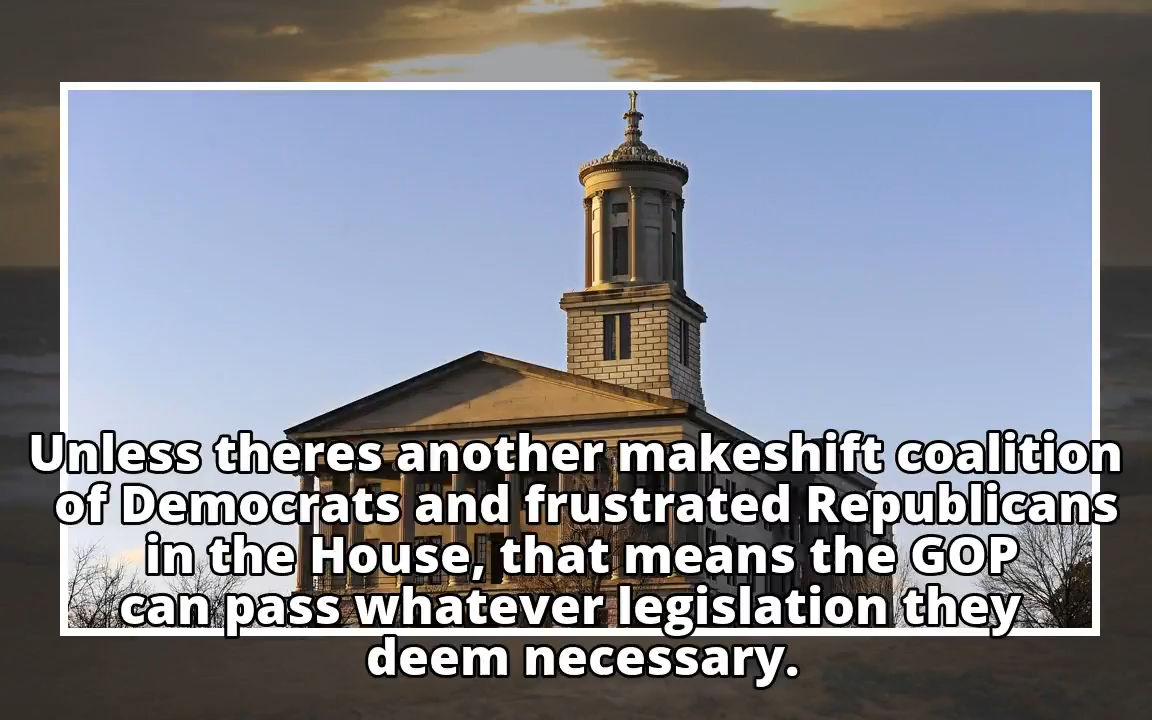 Unless theres another makeshift coalition
of Democrats and frustrated Republicans
in the House, that means the GOP
can pass whatever legislation they
deem necessary.